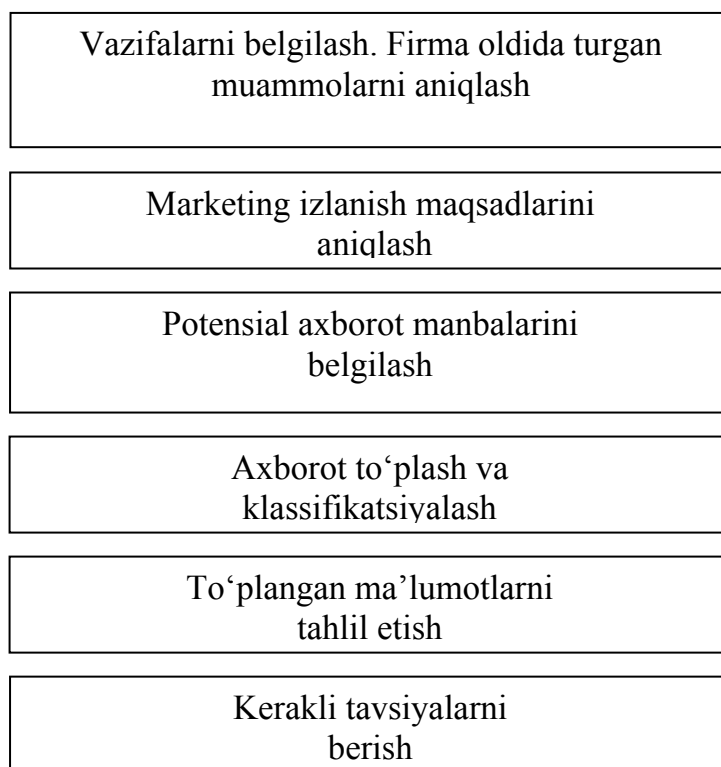 Vazifalarni belgilash. Firma oldida turgan
muammolarni aniqlash
Marketing izlanish maqsadlarini
aniqlash
Potensial axborot manbalarini
belgilash
Axborot to‘plash va
klassifikatsiyalash
To‘plangan ma’lumotlarni
tahlil etish
Kerakli tavsiyalarni
berish